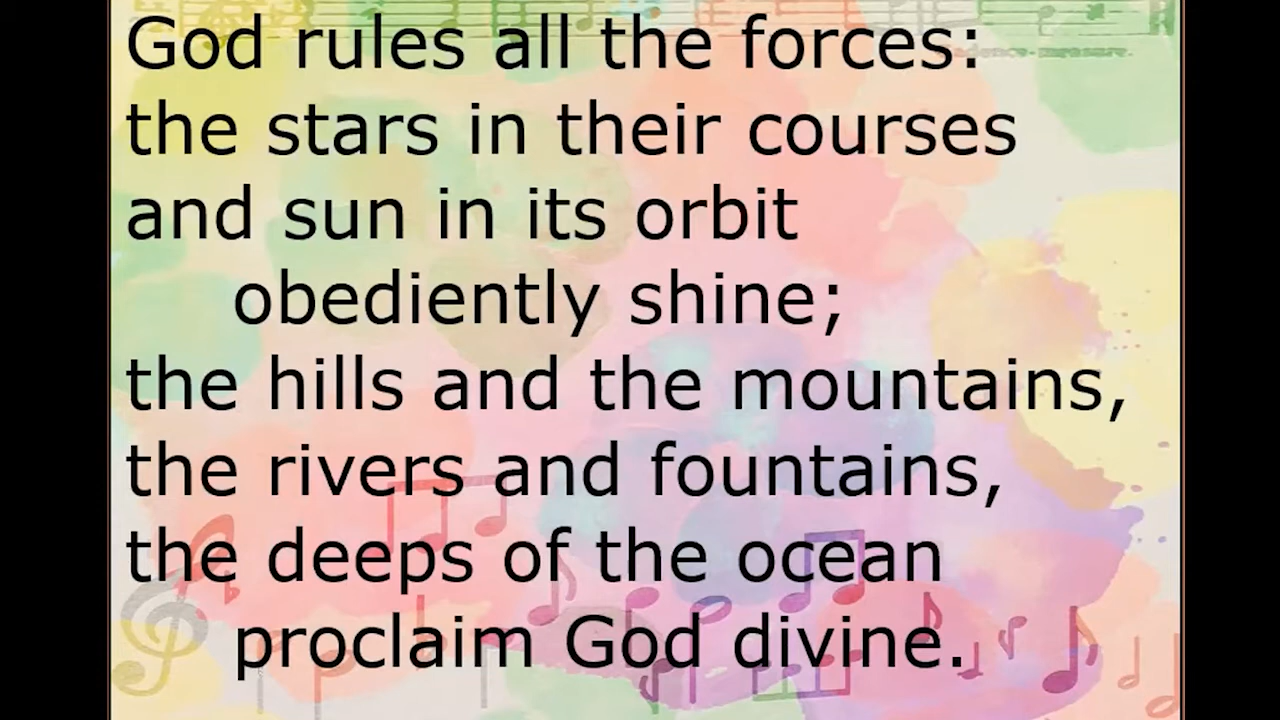 God rules all the forces:
the stars in their courses
and sun in its orbit
obediently shine;
the hills and the mountains,
the rivers and fountains,
the deeps of the ocean
proclaim God divine.